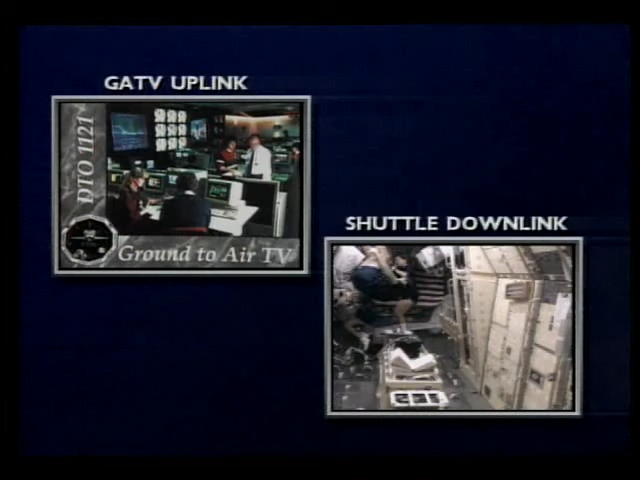 GATV UPLINK
DTO 1121
Ground to Air TV
SHUTTLE DOWNLINK